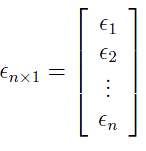 ϵₙ×₁ = [ ϵ₁
ϵ₂
⋮
ϵₙ ]